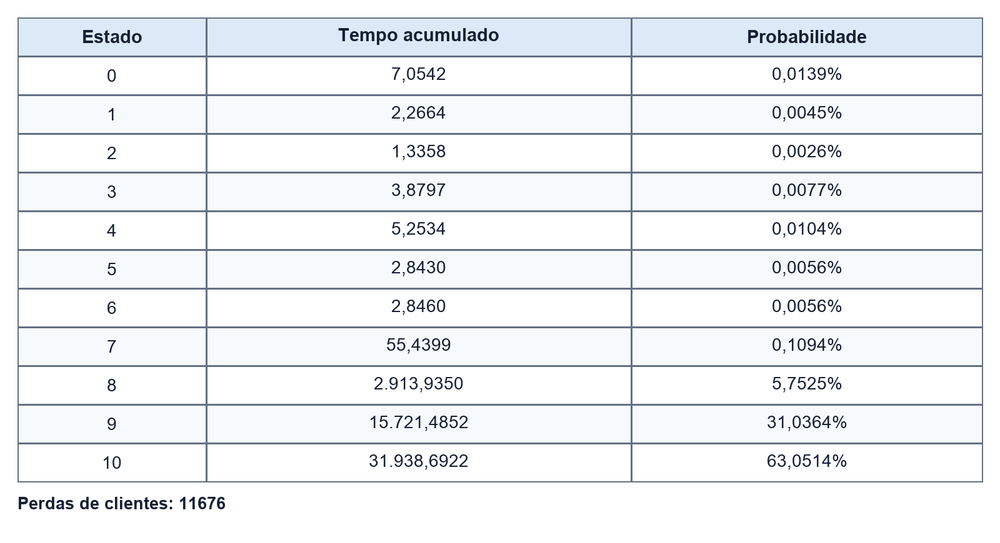 Estado Tempo acumulado Probabilidade
0 7,0542 0,0139%
1 2,2664 0,0045%
2 1,3358 0,0026%
3 3,8797 0,0077%
4 5,2534 0,0104%
5 2,8430 0,0056%
6 2,8460 0,0056%
7 55,4399 0,1094%
8 2.913,9350 5,7525%
9 15.721,4852 31,0364%
10 31.938,6922 63,0514%
Perdas de clientes: 11676